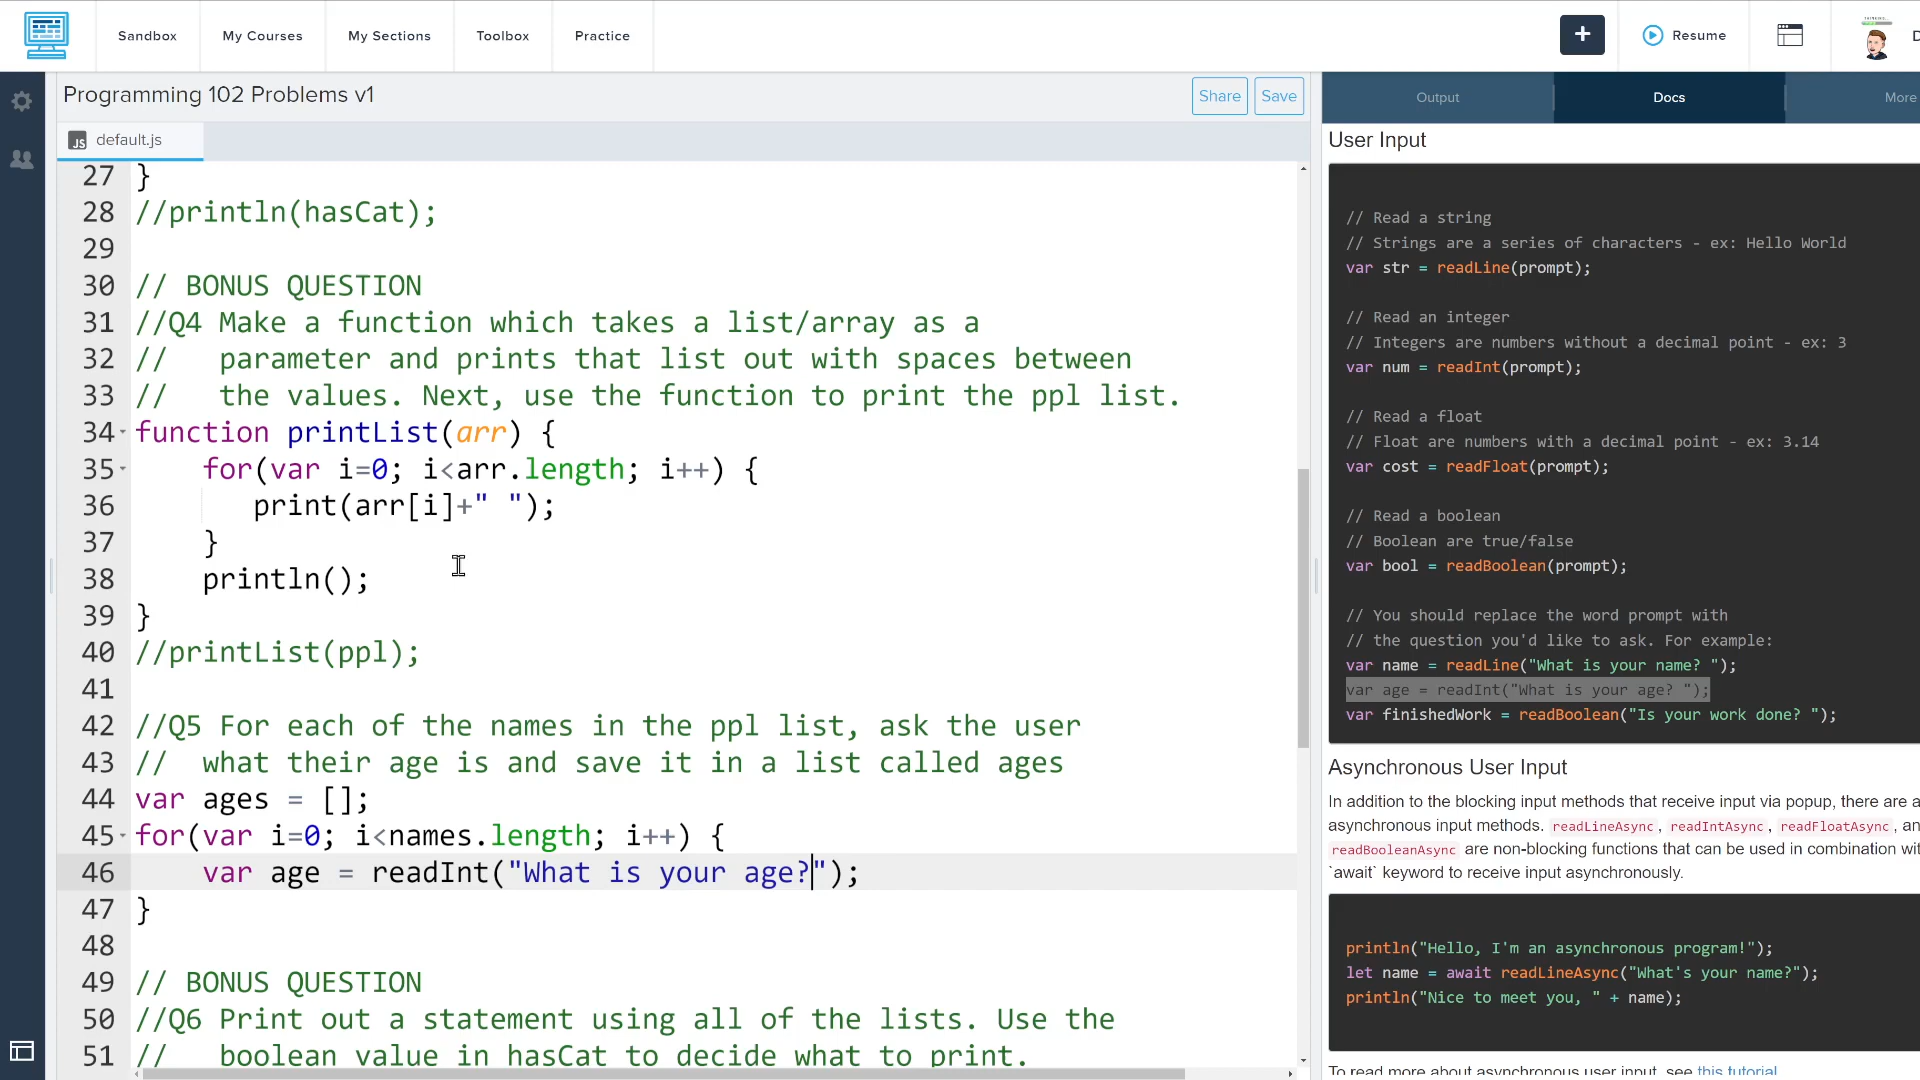 Sandbox
My Courses
My Sections
Toolbox
Practice
+
Resume
Programming 102 Problems v1
Share
Save
JS default.js
27 }
28 //println(hasCat);
29
30 // BONUS QUESTION
31 //Q4 Make a function which takes a list/array as a
32 //   parameter and prints that list out with spaces between
33 //   the values. Next, use the function to print the ppl list.
34 function printList(arr) {
35     for(var i=0; i<arr.length; i++) {
36        print(arr[i]+" ");
37     }
38     println();
39 }
40 //printList(ppl);
41
42 //Q5 For each of the names in the ppl list, ask the user
43 //  what their age is and save it in a list called ages
44 var ages = [];
45 for(var i=0; i<names.length; i++) {
46     var age = readInt("What is your age?");
47 }
48
49 // BONUS QUESTION
50 //Q6 Print out a statement using all of the lists. Use the
51 //   boolean value in hasCat to decide what to print.
Output
Docs
More
User Input
// Read a string
// Strings are a series of characters - ex: Hello World
var str = readLine(prompt);
// Read an integer
// Integers are numbers without a decimal point - ex: 3
var num = readInt(prompt);
// Read a float
// Float are numbers with a decimal point - ex: 3.14
var cost = readFloat(prompt);
// Read a boolean
// Boolean are true/false
var bool = readBoolean(prompt);
// You should replace the word prompt with
// the question you'd like to ask. For example:
var name = readLine("What is your name? ");
var age = readInt("What is your age? ");
var finishedWork = readBoolean("Is your work done? ");
Asynchronous User Input
In addition to the blocking input methods that receive input via popup, there are a
asynchronous input methods. readLineAsync, readIntAsync, readFloatAsync, an
readBooleanAsync are non-blocking functions that can be used in combination wit
`await` keyword to receive input asynchronously.
println("Hello, I'm an asynchronous program!");
let name = await readLineAsync("What's your name?");
println("Nice to meet you, " + name);
To read more about asynchronous user input, see this tutorial